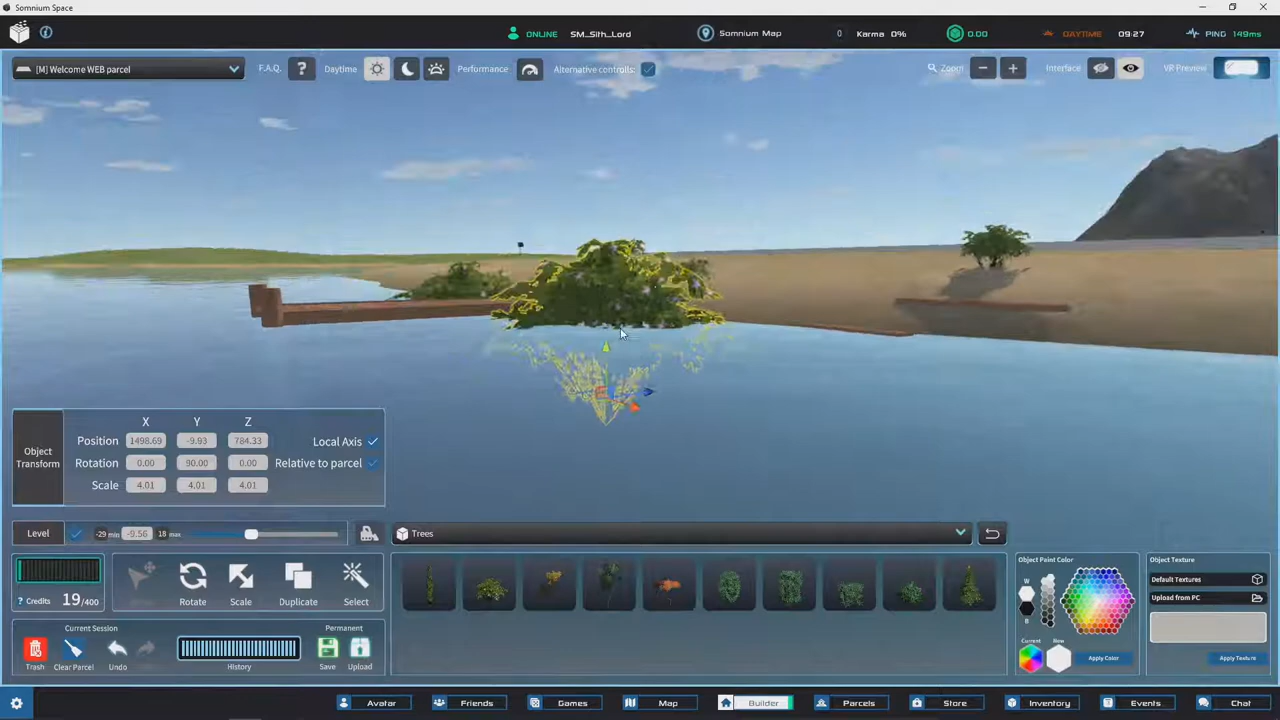 Somnium Space
ONLINE SM_Sith_Lord
Somnium Map
0 Karma 0%
0.00
DAYTIME 09:27
PING 149ms
[M] Welcome WEB parcel
F.A.Q. ?
Daytime
Performance
Alternative controls:
Zoom
Interface
VR Preview
X Y Z
Object Transform
Position 1498.69 -9.93 784.33 Local Axis
Rotation 0.00 90.00 0.00 Relative to parcel
Scale 4.01 4.01 4.01
Level -29 min -9.56 18 max
Trees
? Credits 19/400
Rotate Scale Duplicate Select
Current Session Permanent
Trash Clear Parcel Undo History Save Upload
Object Paint Color
W
B
Current New
Apply Color
Object Texture
Default Textures
Upload from PC
Apply Texture
Avatar Friends Games Map Builder Parcels Store Inventory Events Chat